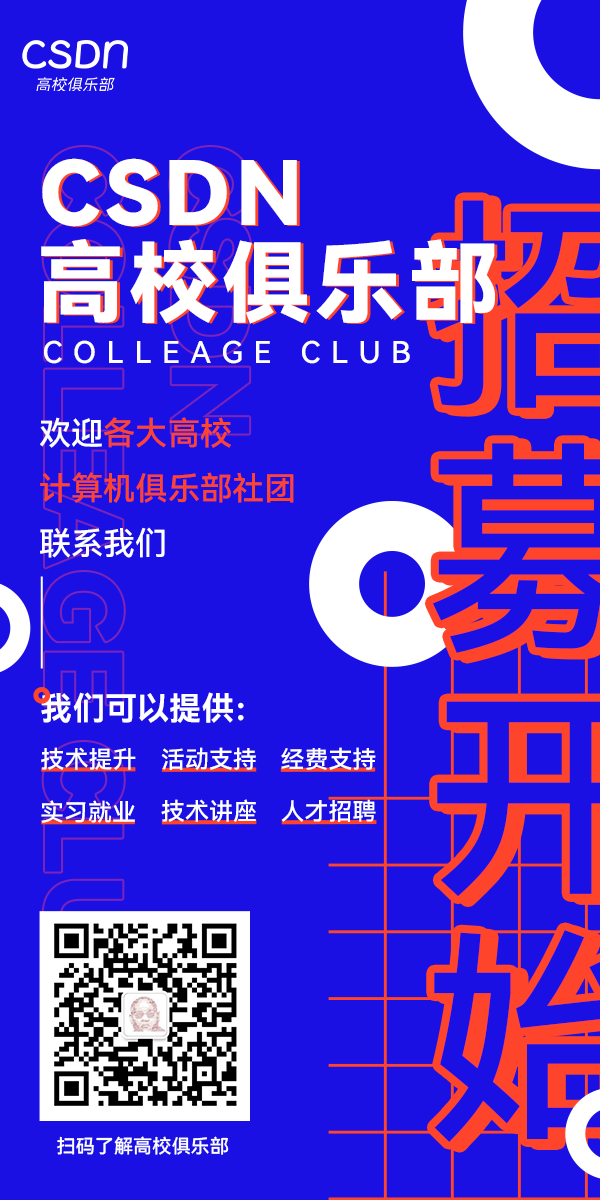 CSDN
高校俱乐部
CSDN
高校俱乐部
COLLEAGE CLUB
招募开始
欢迎各大高校
计算机俱乐部社团
联系我们
我们可以提供:
技术提升 活动支持 经费支持
实习就业 技术讲座 人才招聘
扫码了解高校俱乐部
CSDN
COLLEAGE CLU